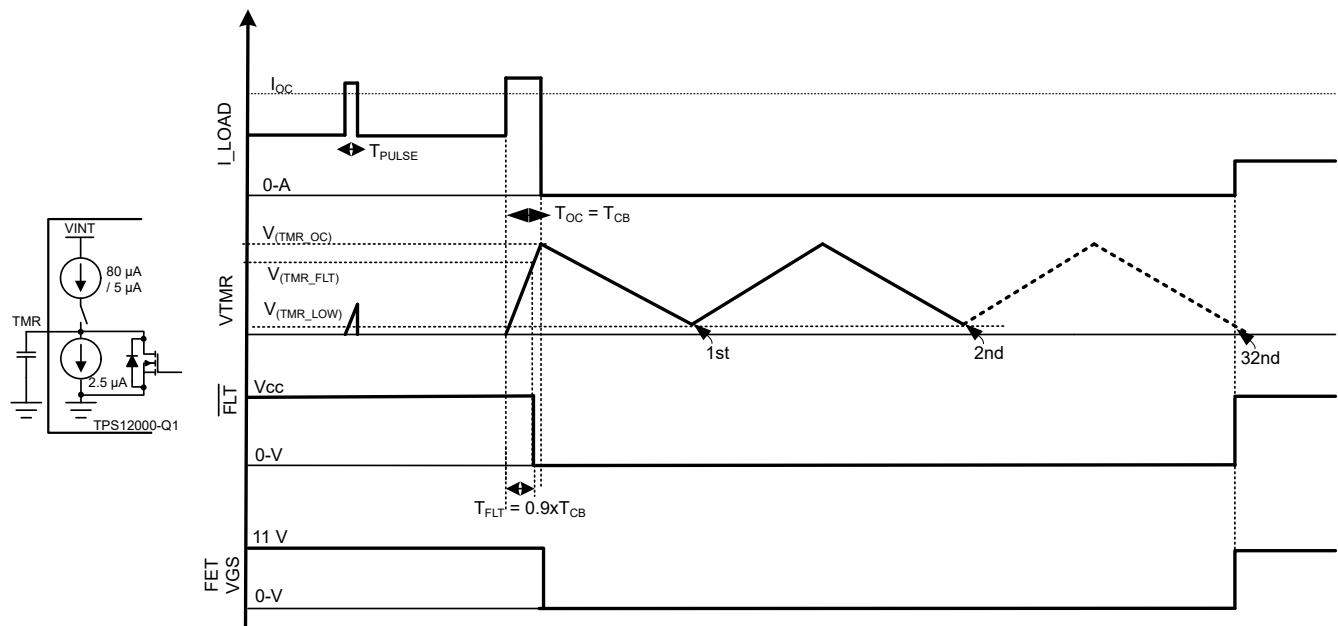 I_LOAD
I_OC
T_PULSE
0-A
T_OC = T_CB
VINT
80 µA
/ 5 µA
TMR
2.5 µA
TPS12000-Q1
VTMR
V_(TMR_OC)
V_(TMR_FLT)
V_(TMR_LOW)
1st
2nd
32nd
FLT
Vcc
0-V
T_FLT = 0.9xT_CB
FET
VGS
11 V
0-V